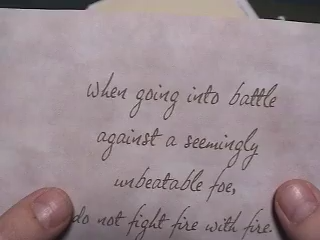 when going into battle
against a seemingly
unbeatable foe,
do not fight fire with fire.